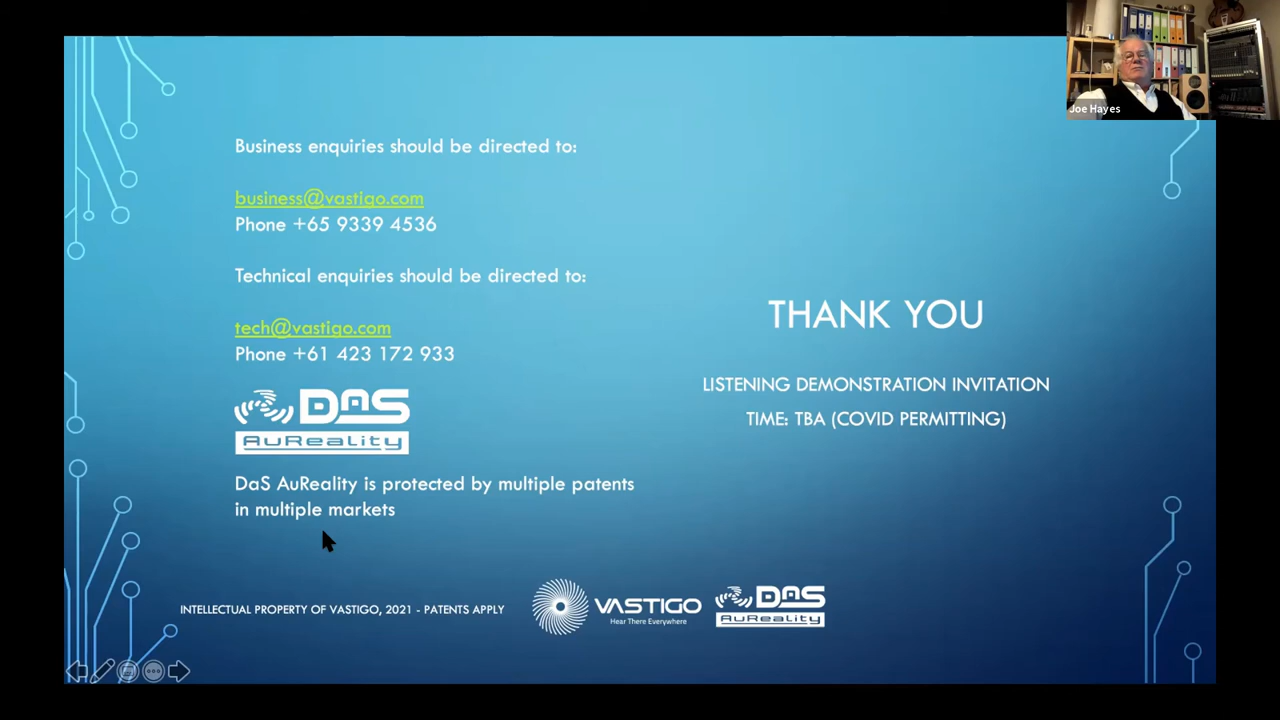 Joe Hayes
Business enquiries should be directed to:
business@vastigo.com
Phone +65 9339 4536
Technical enquiries should be directed to:
tech@vastigo.com
Phone +61 423 172 933
DaS
AuReality
DaS AuReality is protected by multiple patents
in multiple markets
THANK YOU
LISTENING DEMONSTRATION INVITATION
TIME: TBA (COVID PERMITTING)
INTELLECTUAL PROPERTY OF VASTIGO, 2021 - PATENTS APPLY
VASTIGO
Hear There Everywhere
DaS
AuReality